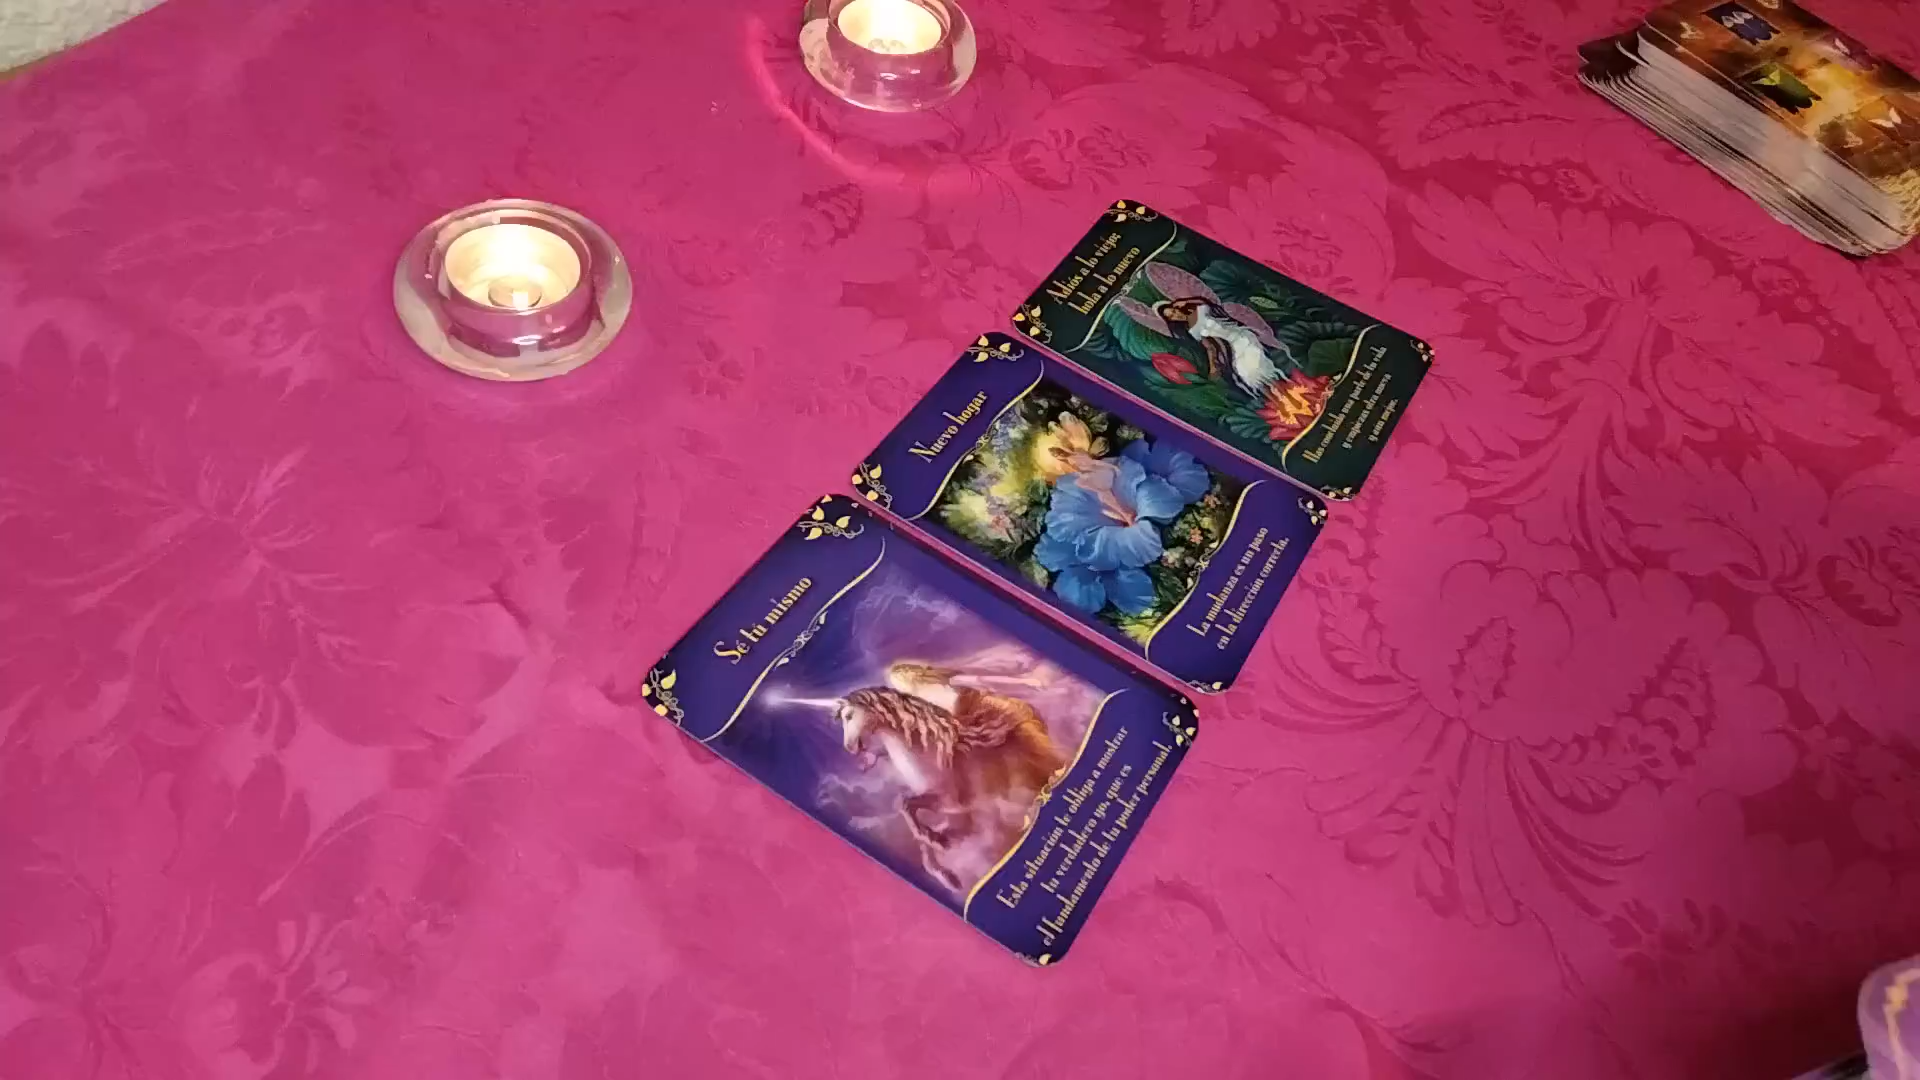 Adiós a lo viejo;
hola a lo nuevo
Has concluido una parte de tu vida
y empiezas otra nueva
y aun mejor.
Nuevo hogar
La mudanza es un paso
en la dirección correcta.
Sé tú mismo
Esta situación te obliga a mostrar
tu verdadero yo, que es
el fundamento de tu poder personal.